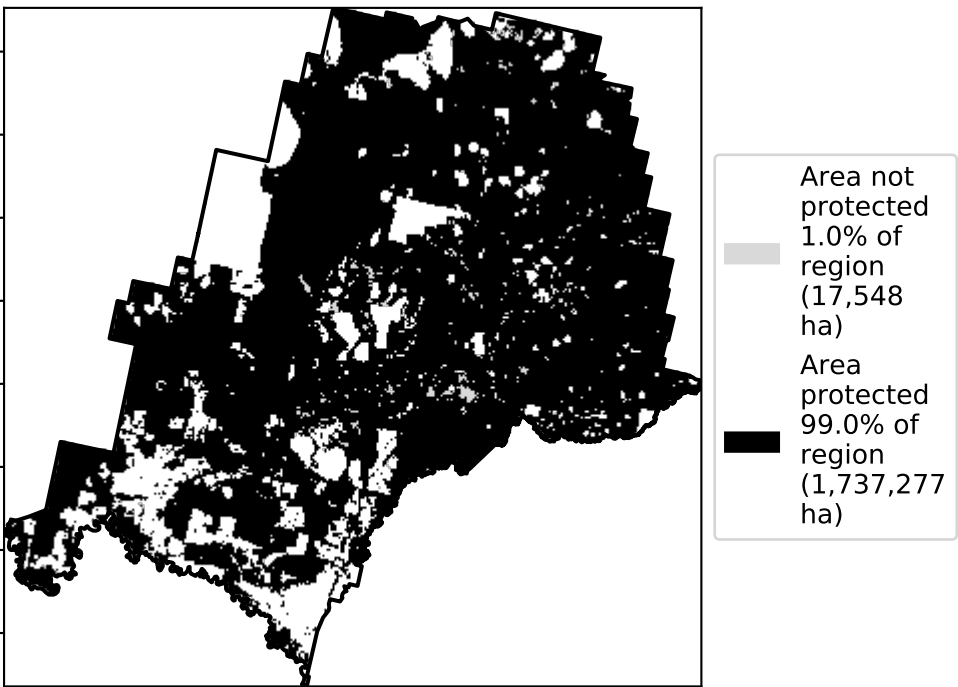 Area not
protected
1.0% of
region
(17,548
ha)
Area
protected
99.0% of
region
(1,737,277
ha)